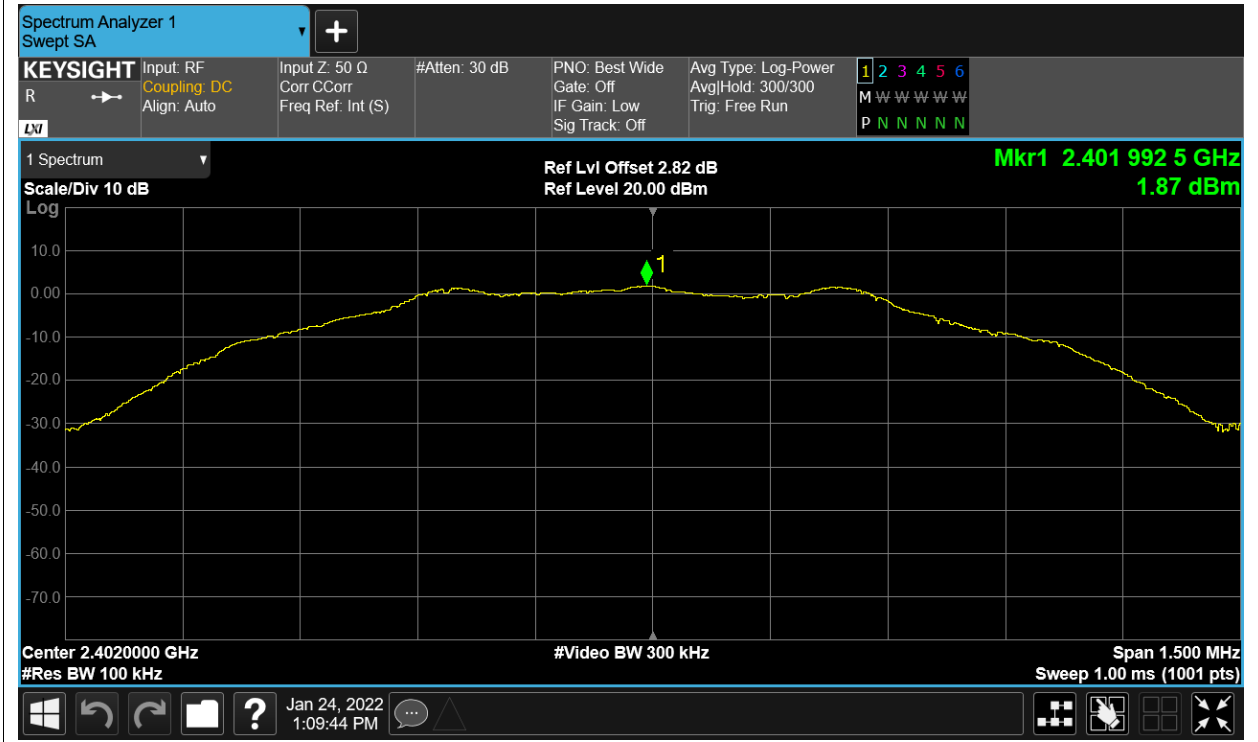 Spectrum Analyzer 1
Swept SA
KEYSIGHT
R
LXI
Input: RF
Coupling: DC
Align: Auto
Input Z: 50 Ω
Corr CCorr
Freq Ref: Int (S)
#Atten: 30 dB
PNO: Best Wide
Gate: Off
IF Gain: Low
Sig Track: Off
Avg Type: Log-Power
Avg|Hold: 300/300
Trig: Free Run
1 2 3 4 5 6
M W W W W W
P N N N N N
1 Spectrum
Scale/Div 10 dB
Log
Ref Lvl Offset 2.82 dB
Ref Level 20.00 dBm
Mkr1 2.401 992 5 GHz
1.87 dBm
1
10.0
0.00
-10.0
-20.0
-30.0
-40.0
-50.0
-60.0
-70.0
Center 2.4020000 GHz
#Res BW 100 kHz
#Video BW 300 kHz
Span 1.500 MHz
Sweep 1.00 ms (1001 pts)
?
Jan 24, 2022
1:09:44 PM